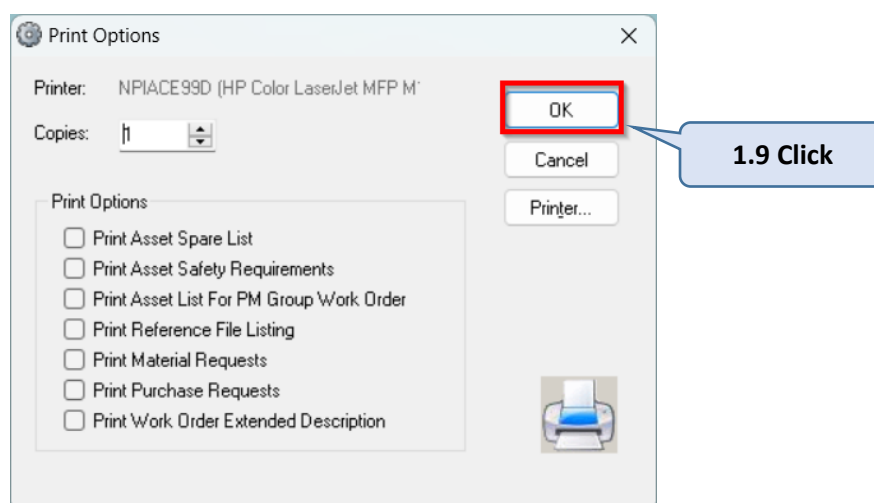 Print Options
Printer: NPIACE99D (HP Color LaserJet MFP M'
OK
Copies: 1
Cancel
1.9 Click
Printer...
Print Options
Print Asset Spare List
Print Asset Safety Requirements
Print Asset List For PM Group Work Order
Print Reference File Listing
Print Material Requests
Print Purchase Requests
Print Work Order Extended Description